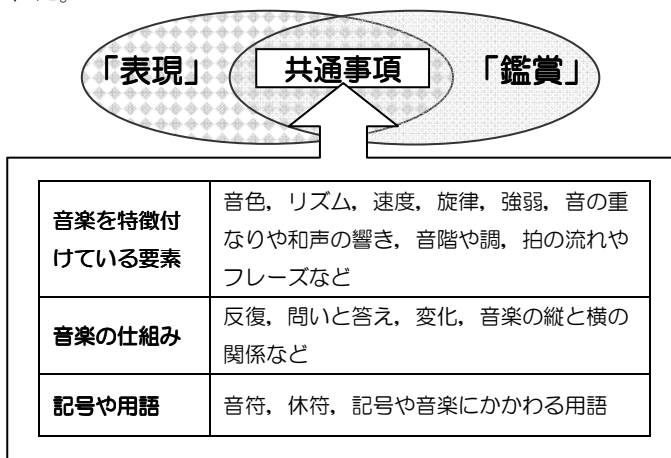 「表現」 共通事項 「鑑賞」
音楽を特徴付
けている要素
音色，リズム，速度，旋律，強弱，音の重
なりや和声の響き，音階や調，拍の流れや
フレーズなど
音楽の仕組み
反復，問いと答え，変化，音楽の縦と横の
関係など
記号や用語
音符，休符，記号や音楽にかかわる用語